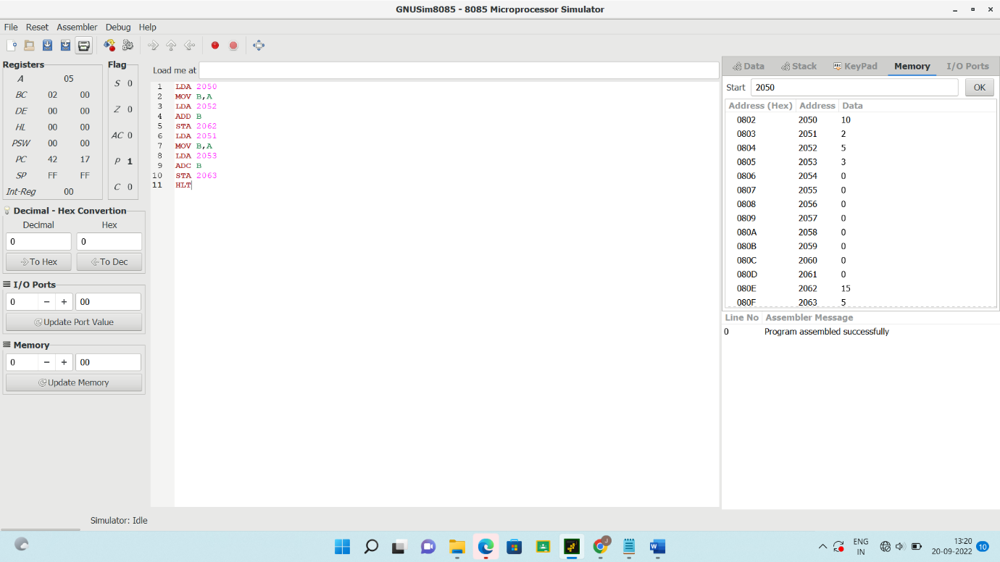 GNUSim8085 - 8085 Microprocessor Simulator
File Reset Assembler Debug Help
Registers
A 05
BC 02 00
DE 00 00
HL 00 00
PSW 00 00
PC 42 17
SP FF FF
Int-Reg 00
Flag
S 0
Z 0
AC 0
P 1
C 0
Decimal - Hex Convertion
Decimal Hex
0 0
To Hex To Dec
I/O Ports
0 − + 00
Update Port Value
Memory
0 − + 00
Update Memory
Load me at
1 LDA 2050
2 MOV B,A
3 LDA 2052
4 ADD B
5 STA 2062
6 LDA 2051
7 MOV B,A
8 LDA 2053
9 ADC B
10 STA 2063
11 HLT
Data Stack Abc KeyPad Memory I/O Ports
Start 2050 OK
Address (Hex) Address Data
0802 2050 10
0803 2051 2
0804 2052 5
0805 2053 3
0806 2054 0
0807 2055 0
0808 2056 0
0809 2057 0
080A 2058 0
080B 2059 0
080C 2060 0
080D 2061 0
080E 2062 15
080F 2063 5
Line No Assembler Message
0 Program assembled successfully
Simulator: Idle
J
W
ENG
IN
13:20
20-09-2022
10